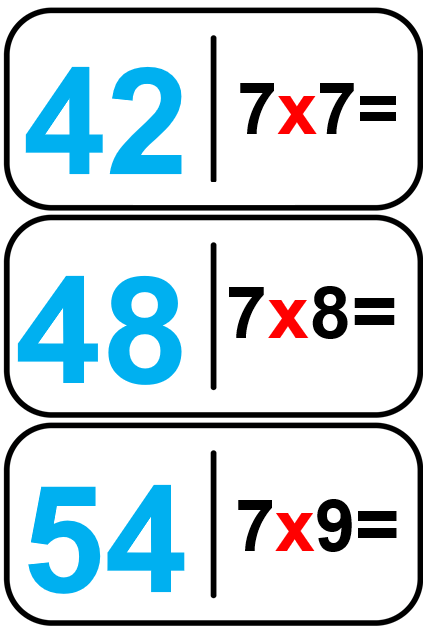 42 | 7x7=
48 | 7x8=
54 | 7x9=